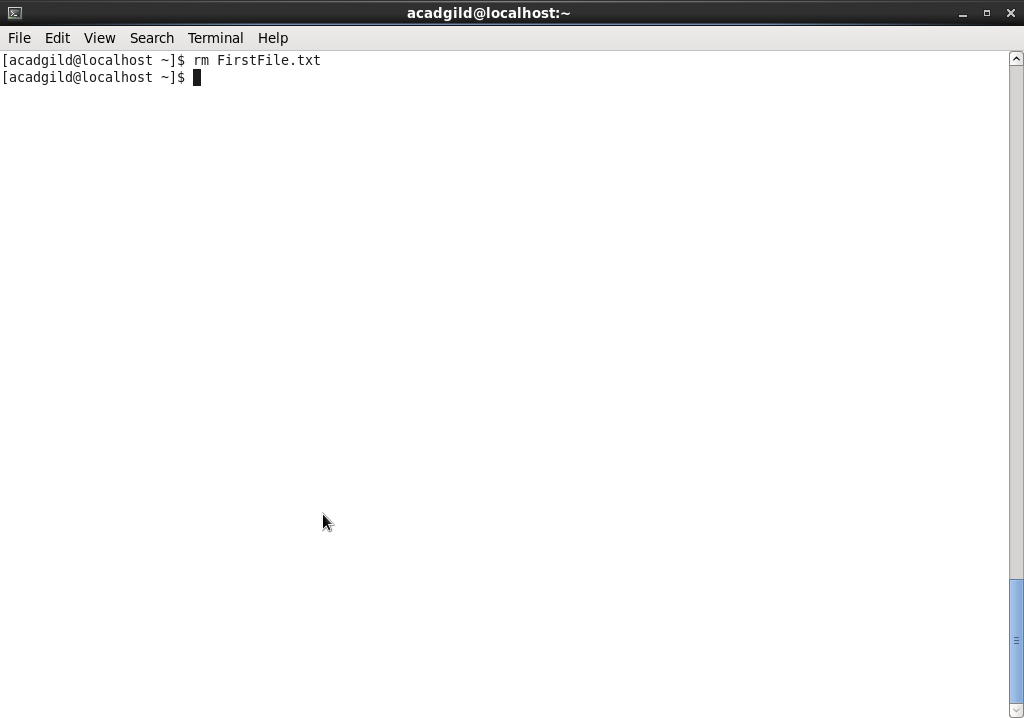 acadgild@localhost:~
File Edit View Search Terminal Help
[acadgild@localhost ~]$ rm FirstFile.txt
[acadgild@localhost ~]$